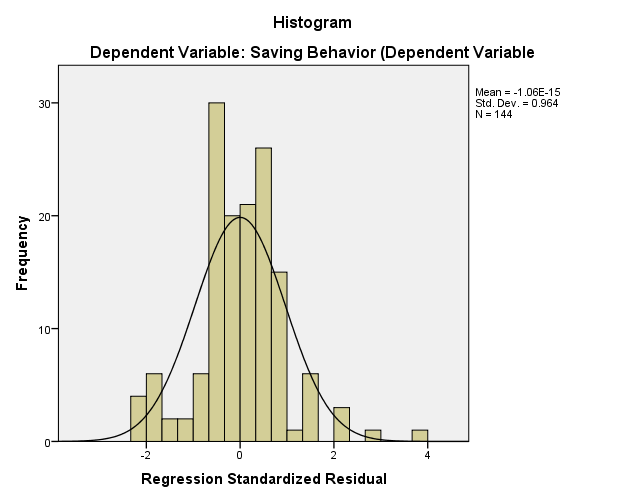 Histogram
Dependent Variable: Saving Behavior (Dependent Variable
Mean = -1.06E-15
Std. Dev. = 0.964
N = 144
Frequency
30
20
10
0
-2
0
2
4
Regression Standardized Residual